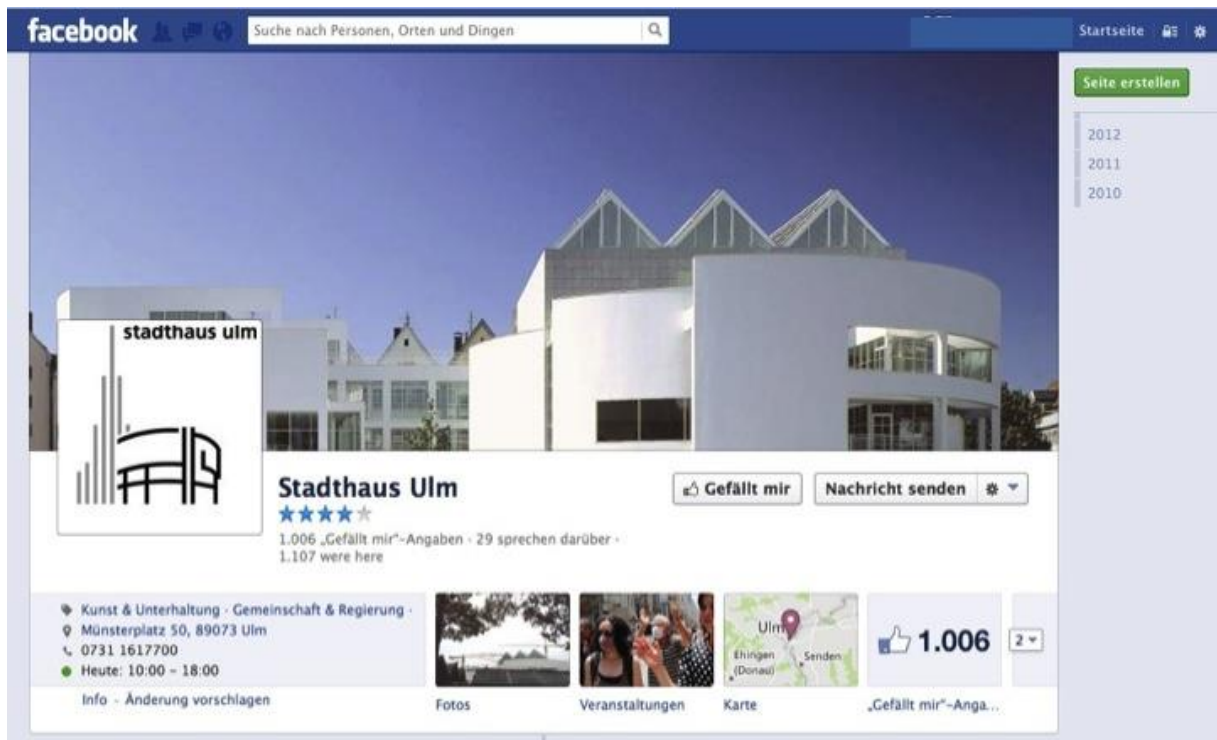 facebook
Suche nach Personen, Orten und Dingen
Startseite
Seite erstellen
2012
2011
2010
stadthaus ulm
Stadthaus Ulm
Gefällt mir
Nachricht senden
1.006 „Gefällt mir“-Angaben · 29 sprechen darüber ·
1.107 were here
Kunst & Unterhaltung · Gemeinschaft & Regierung ·
Münsterplatz 50, 89073 Ulm
0731 1617700
Heute: 10:00 – 18:00
Info – Änderung vorschlagen
Ulm
Ehingen
(Donau)
Senden
1.006
2
Fotos
Veranstaltungen
Karte
„Gefällt mir“-Anga...